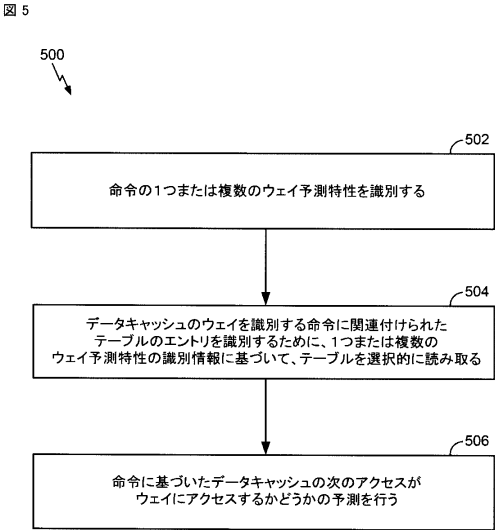 図 5
500
502
命令の1つまたは複数のウェイ予測特性を識別する
504
データキャッシュのウェイを識別する命令に関連付けられた
テーブルのエントリを識別するために、1つまたは複数の
ウェイ予測特性の識別情報に基づいて、テーブルを選択的に読み取る
506
命令に基づいたデータキャッシュの次のアクセスが
ウェイにアクセスするかどうかの予測を行う